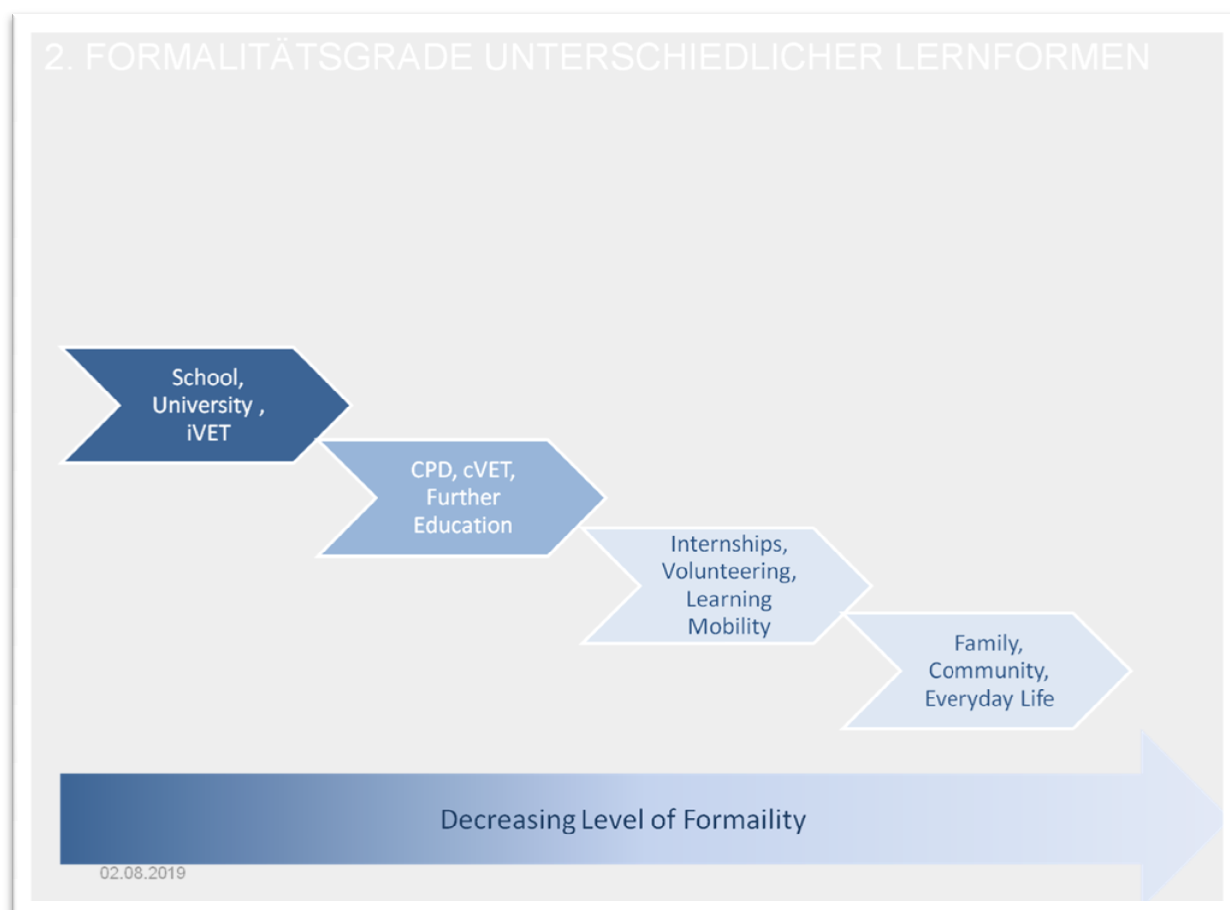 2. FORMALITÄTSGRADE UNTERSCHIEDLICHER LERNFORMEN
School,
University ,
iVET
CPD, cVET,
Further
Education
Internships,
Volunteering,
Learning
Mobility
Family,
Community,
Everyday Life
Decreasing Level of Formaility
02.08.2019